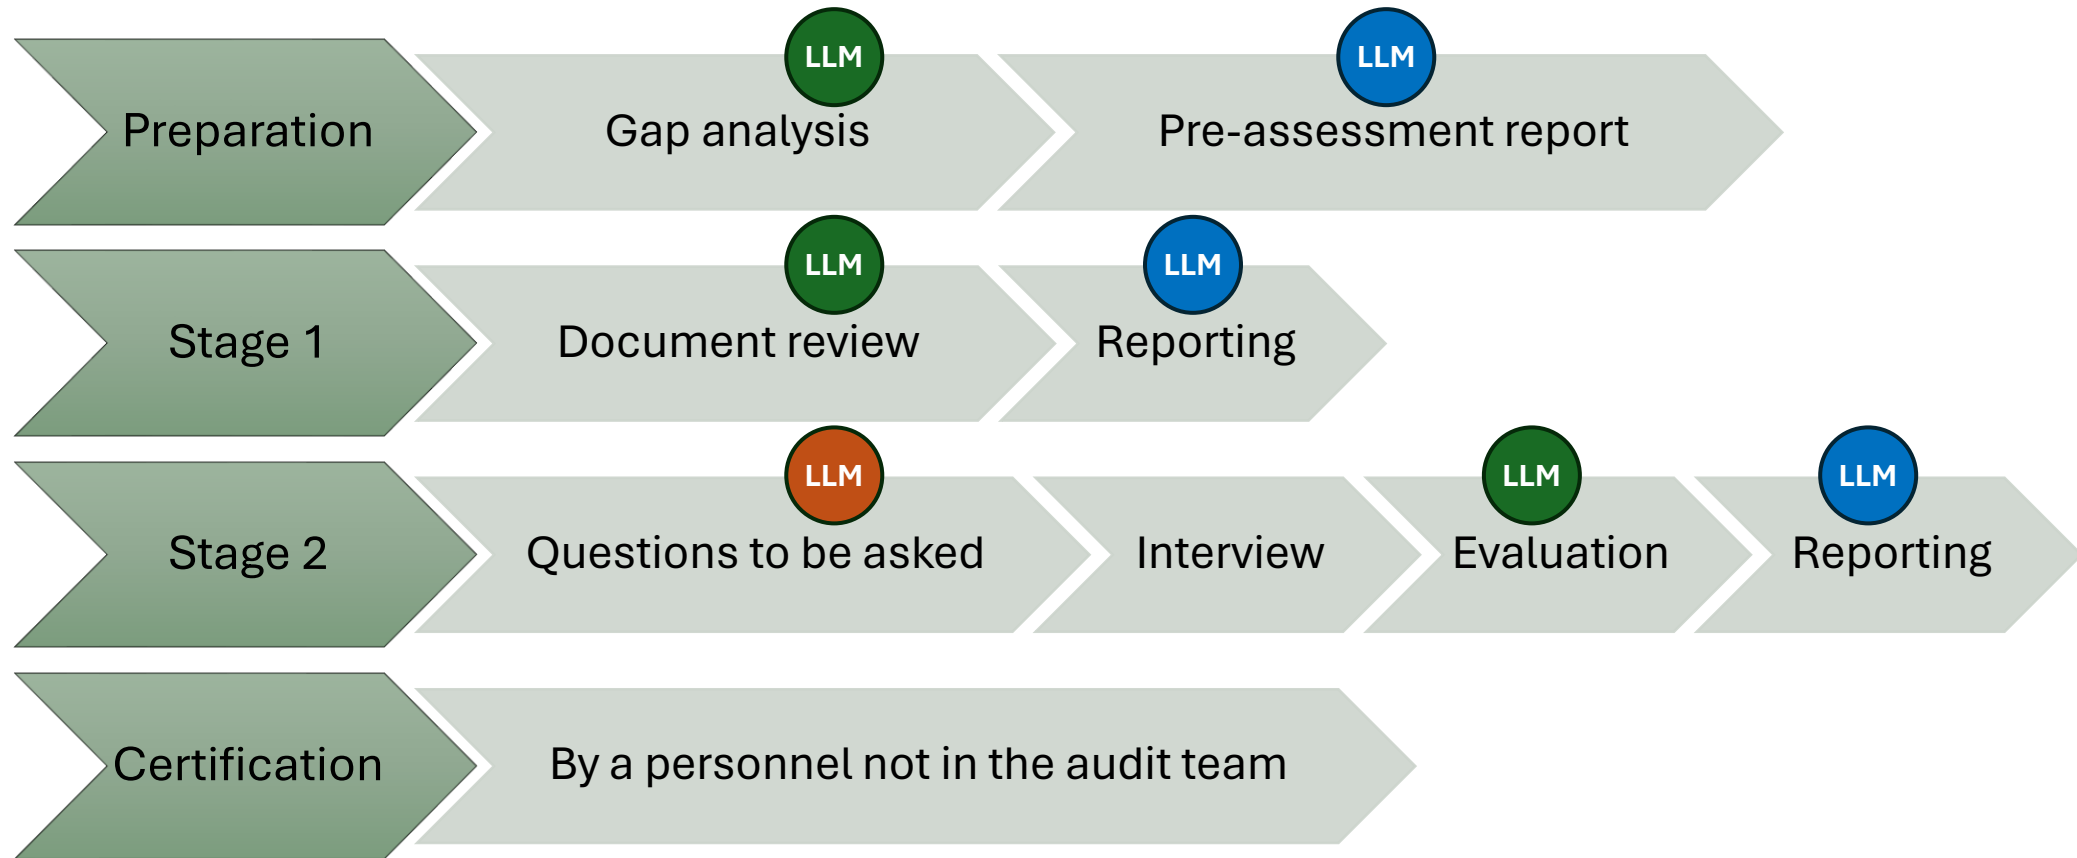 LLM
LLM
Preparation
Gap analysis
Pre-assessment report
LLM
LLM
Stage 1
Document review
Reporting
LLM
LLM
LLM
Stage 2
Questions to be asked
Interview
Evaluation
Reporting
Certification
By a personnel not in the audit team